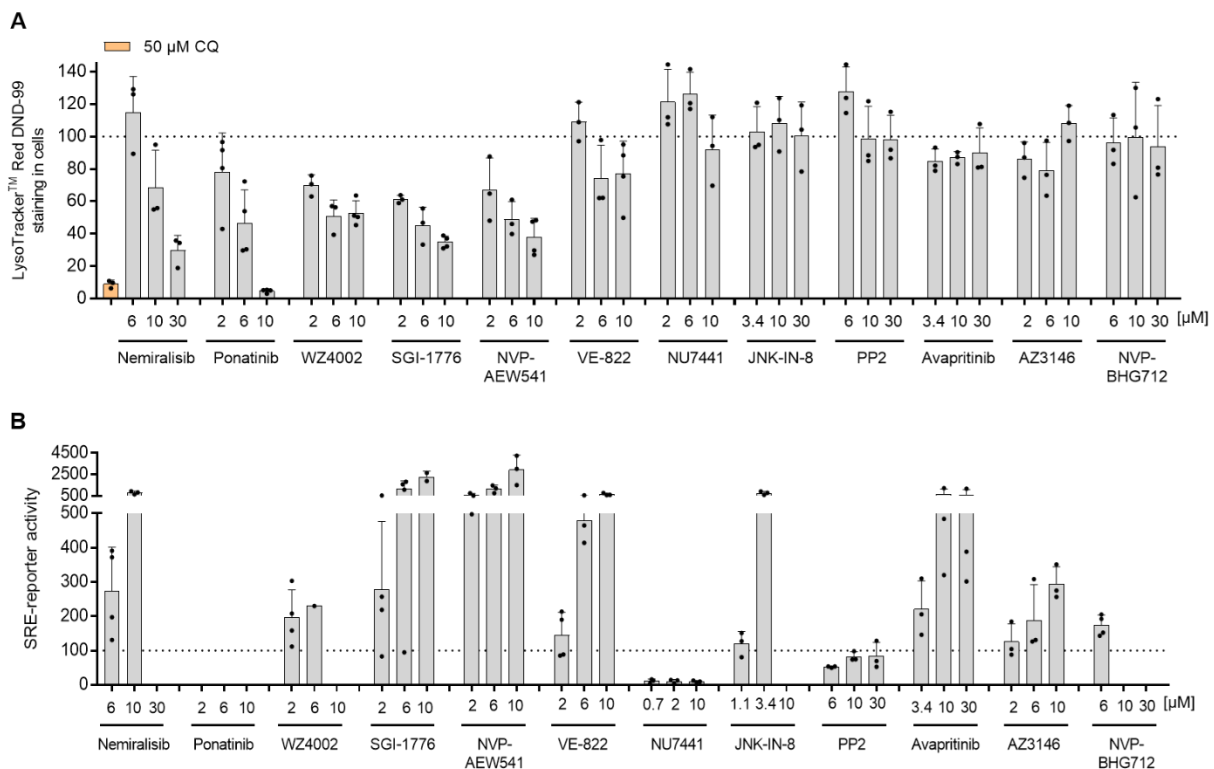 A
50 µM CQ
LysoTracker™ Red DND-99
staining in cells
140
120
100
80
60
40
20
0
6 10 30 2 6 10 2 6 10 2 6 10 2 6 10 2 6 10 2 6 10 3.4 10 30 6 10 30 3.4 10 30 2 6 10 6 10 30 [µM]
Nemiralisib Ponatinib WZ4002 SGI-1776 NVP-AEW541 VE-822 NU7441 JNK-IN-8 PP2 Avapritinib AZ3146 NVP-BHG712
B
SRE-reporter activity
4500
2500
500
500
400
300
200
100
0
6 10 30 2 6 10 2 6 10 2 6 10 2 6 10 2 6 10 0.7 2 10 1.1 3.4 10 6 10 30 3.4 10 30 2 6 10 6 10 30 [µM]
Nemiralisib Ponatinib WZ4002 SGI-1776 NVP-AEW541 VE-822 NU7441 JNK-IN-8 PP2 Avapritinib AZ3146 NVP-BHG712